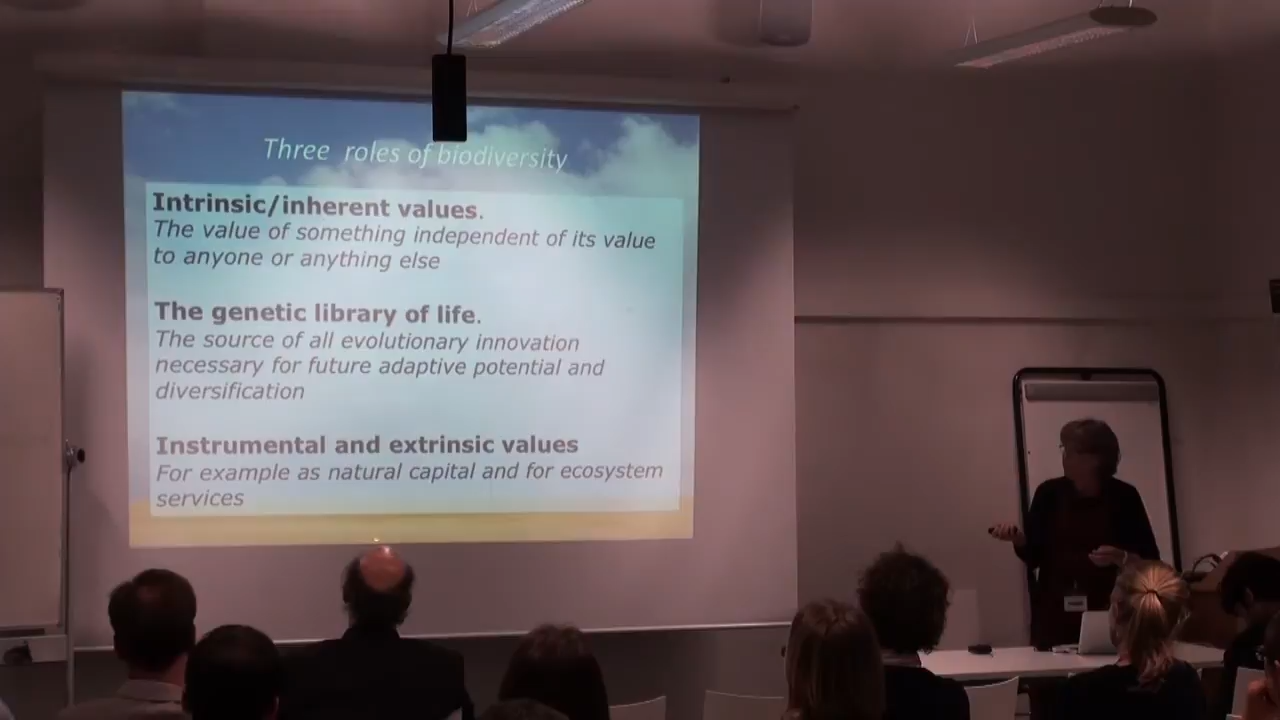 Three roles of biodiversity
Intrinsic/inherent values.
The value of something independent of its value
to anyone or anything else
The genetic library of life.
The source of all evolutionary innovation
necessary for future adaptive potential and
diversification
Instrumental and extrinsic values
For example as natural capital and for ecosystem
services